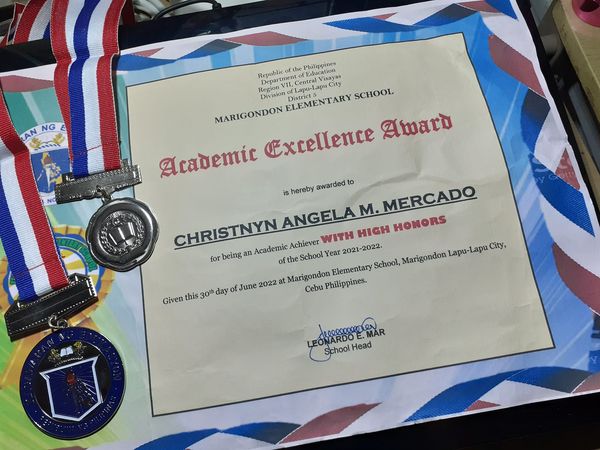 Republic of the Philippines
Department of Education
Region VII, Central Visayas
Division of Lapu-Lapu City
District 5
MARIGONDON ELEMENTARY SCHOOL
Academic Excellence Award
is hereby awarded to
CHRISTNYN ANGELA M. MERCADO
for being an Academic Achiever WITH HIGH HONORS
of the School Year 2021-2022.
Given this 30th day of June 2022 at Marigondon Elementary School, Marigondon Lapu-Lapu City,
Cebu Philippines.
LEONARDO E. MAR
School Head